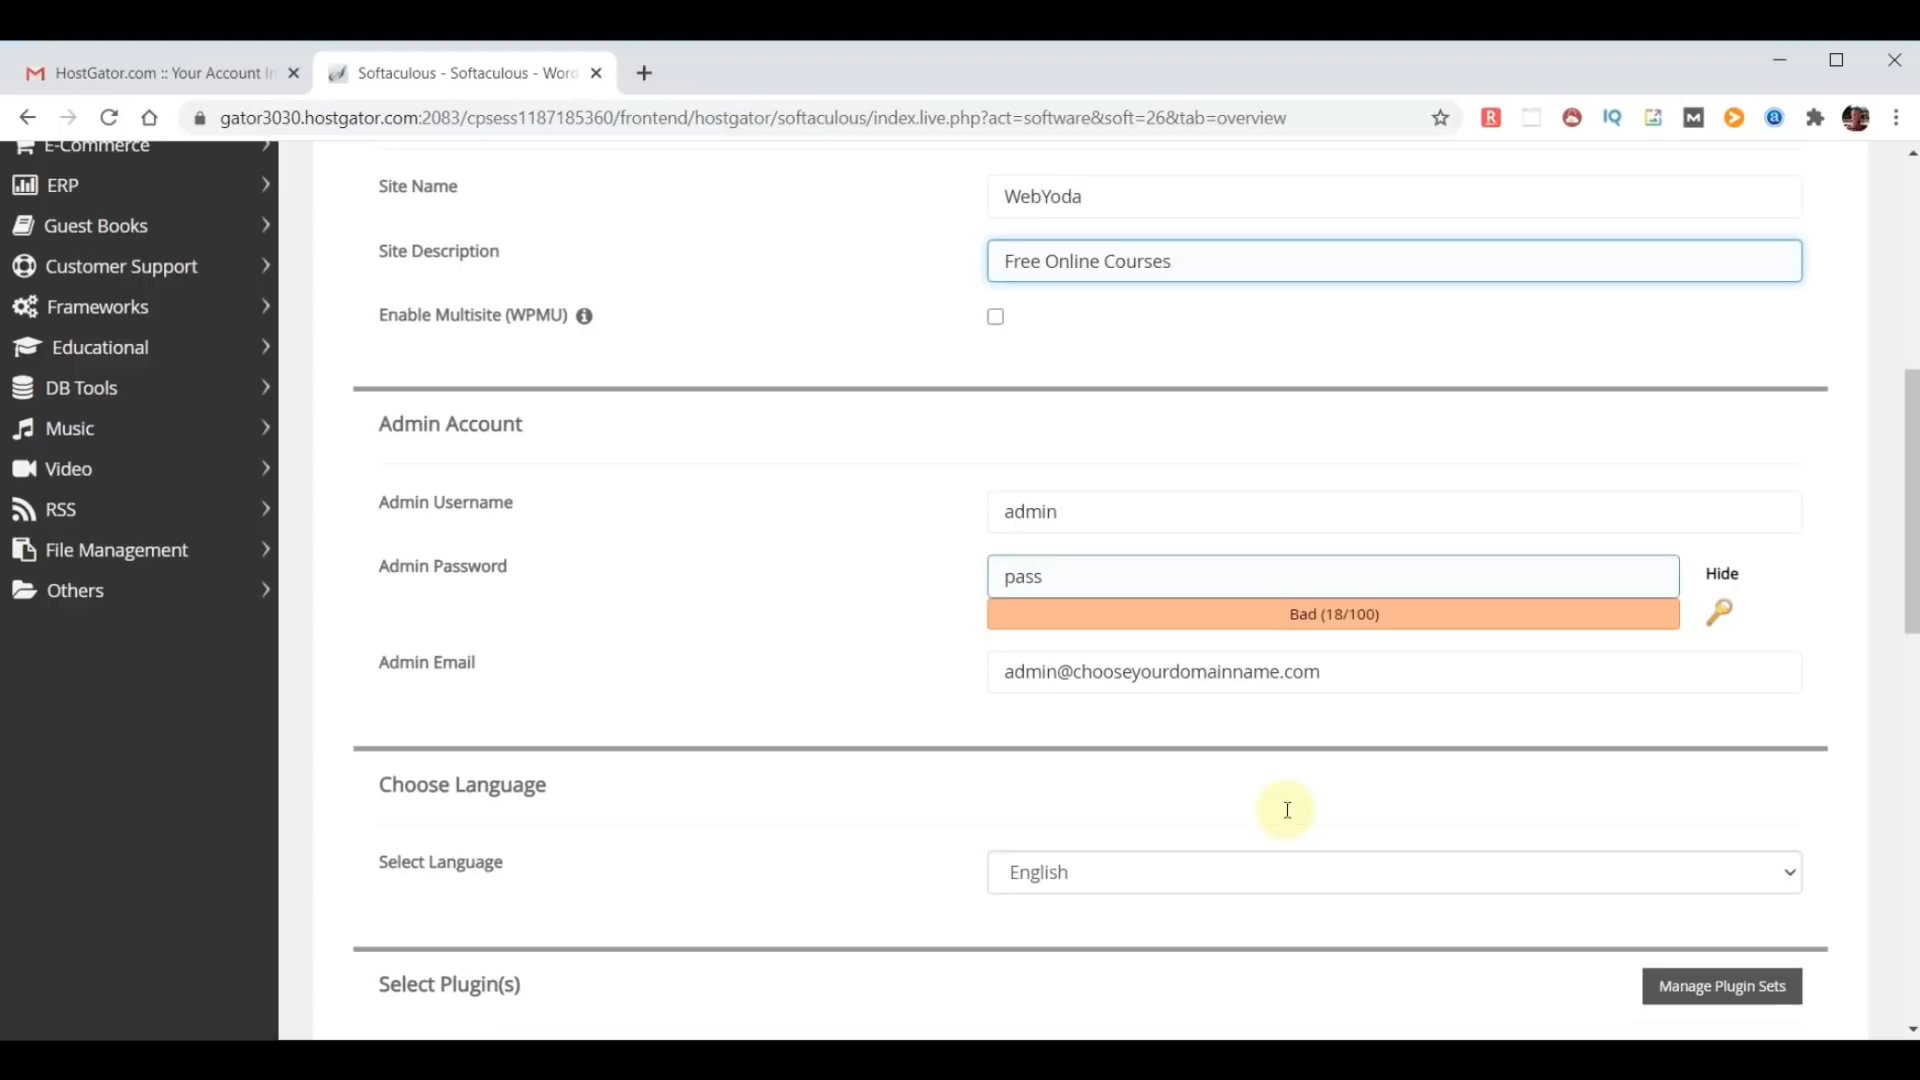 HostGator.com :: Your Account In
Softaculous - Softaculous - Word
gator3030.hostgator.com:2083/cpsess1187185360/frontend/hostgator/softaculous/index.live.php?act=software&soft=26&tab=overview
E-Commerce
ERP
Guest Books
Customer Support
Frameworks
Educational
DB Tools
Music
Video
RSS
File Management
Others
Site Name
WebYoda
Site Description
Free Online Courses
Enable Multisite (WPMU)
Admin Account
Admin Username
admin
Admin Password
pass
Hide
Bad (18/100)
Admin Email
admin@chooseyourdomainname.com
Choose Language
Select Language
English
Select Plugin(s)
Manage Plugin Sets